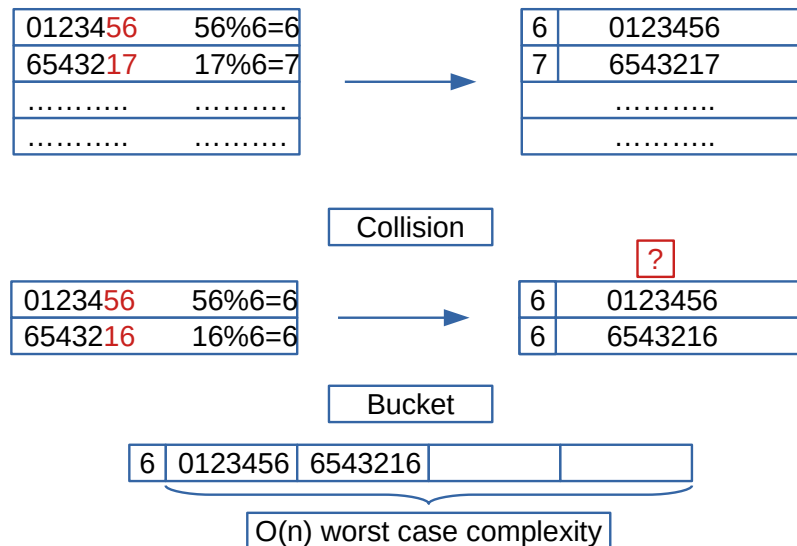 0123456 56%6=6 6 0123456
6543217 17%6=7 7 6543217
……….. ………. ………..
……….. ………. ………..
Collision
?
0123456 56%6=6 6 0123456
6543216 16%6=6 6 6543216
Bucket
6 0123456 6543216
O(n) worst case complexity